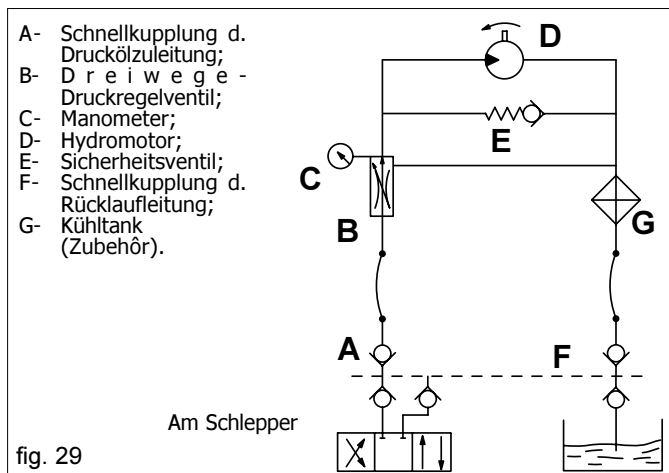 A- Schnellkupplung d.
Druckölzuleitung;
B- D r e i w e g e -
Druckregelventil;
C- Manometer;
D- Hydromotor;
E- Sicherheitsventil;
F- Schnellkupplung d.
Rücklaufleitung;
G- Kühltank
(Zubehôr).
D
E
C
B
G
A
F
Am Schlepper
fig. 29